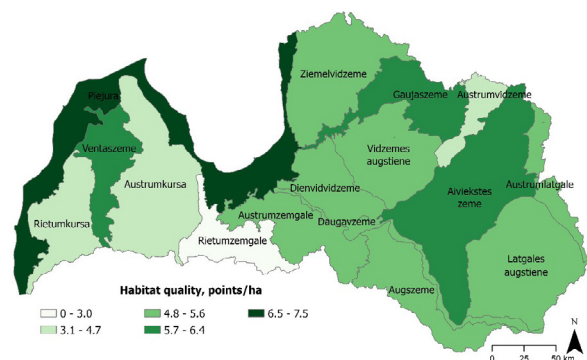 Ziemelvidzeme
Piejura
Gaujaszeme
Austrumvidzeme
Ventaszeme
Vidzemes
augstiene
Austrumkursa
Dienvidvidzeme
Aiviekstes
zeme
Austrumlatgale
Rietumkursa
Austrumzemgale
Daugavzeme
Rietumzemgale
Latgales
augstiene
Augszeme
Habitat quality, points/ha
0 - 3.0
4.8 - 5.6
6.5 - 7.5
3.1 - 4.7
5.7 - 6.4
N
0
25
50 km